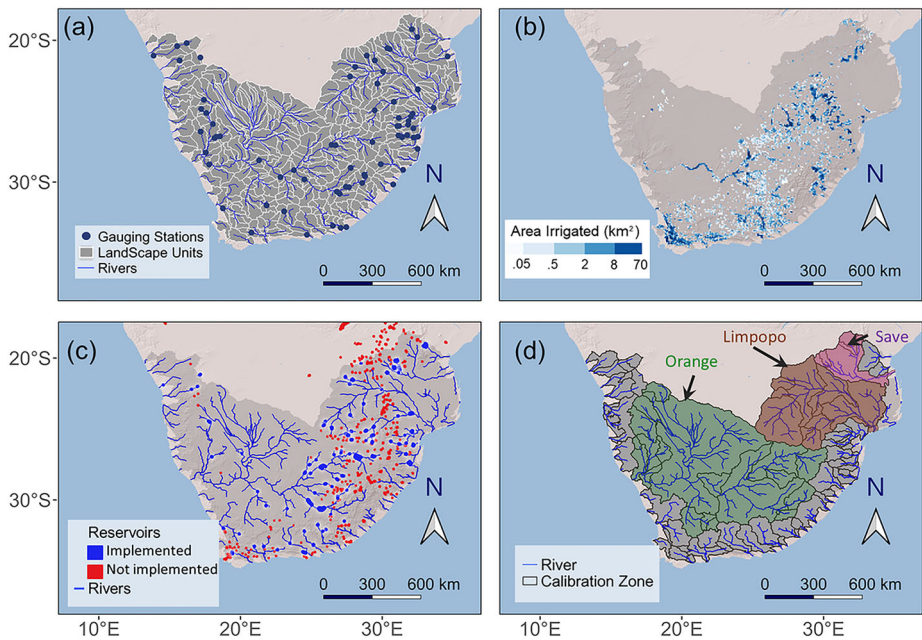 (a)
20°S
30°S
N
Gauging Stations
LandScape Units
Rivers
0 300 600 km
(b)
N
Area Irrigated (km²)
.05 .5 2 8 70
0 300 600 km
(c)
20°S
30°S
N
Reservoirs
Implemented
Not implemented
Rivers
0 300 600 km
10°E 20°E 30°E
(d)
Limpopo
Save
Orange
N
River
Calibration Zone
0 300 600 km
10°E 20°E 30°E